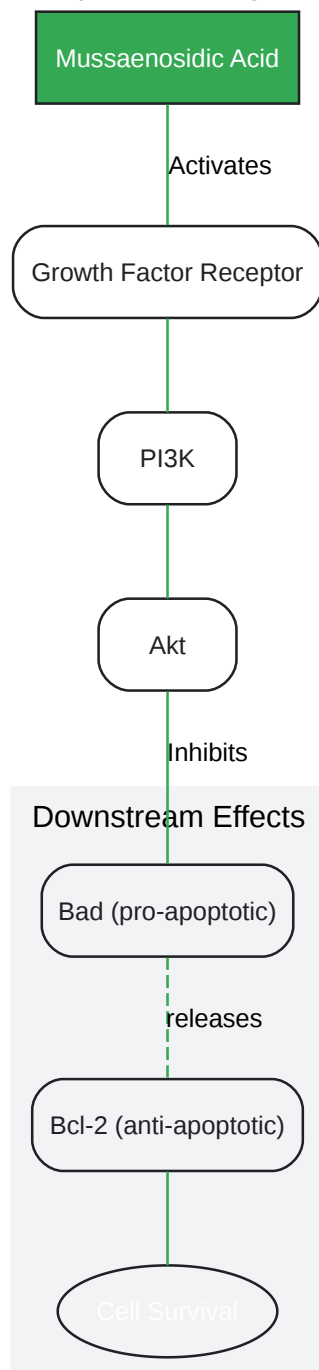 Mussaenosidic Acid
Activates
Growth Factor Receptor
PI3K
Akt
Inhibits
Downstream Effects
Bad (pro-apoptotic)
releases
Bcl-2 (anti-apoptotic)
Cell Survival